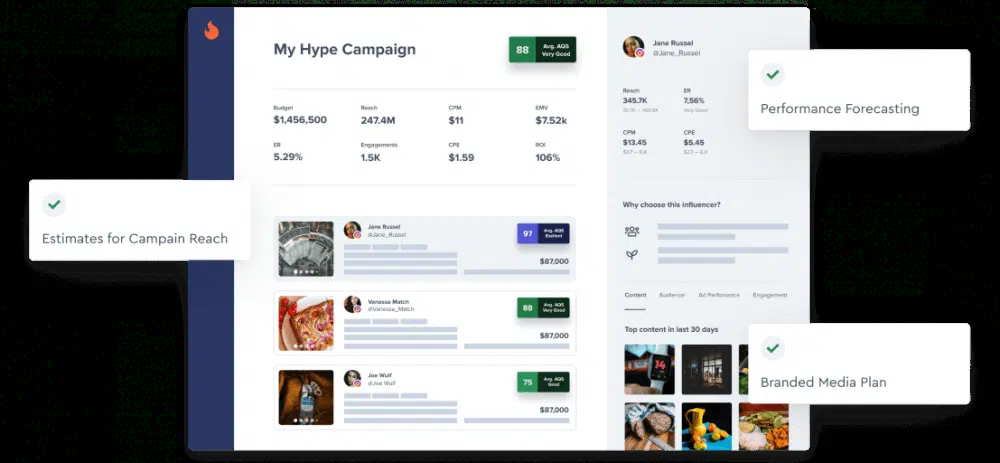 My Hype Campaign
88
Avg. AQS
Very Good
Budget
$1,456,500
Reach
247.4M
CPM
$11
EMV
$7.52k
ER
5.29%
Engagements
1.5K
CPE
$1.59
ROI
106%
Estimates for Campain Reach
Jane Russel
@Jane_Russel
97
Avg. AQS
Exellent
$87,000
Vanessa Match
@Vanessa_Match
88
Avg. AQS
Very Good
$87,000
Joe Wulf
@Joe Wulf
75
Avg. AQS
Good
$87,000
Jane Russel
@Jane_Russel
Reach
345.7K
ER
7,56%
Very Good
CPM
$13.45
CPE
$5.45
Performance Forecasting
Why choose this influencer?
Content
Audience
Ad Perfomance
Engagement
Top content in last 30 days
Branded Media Plan